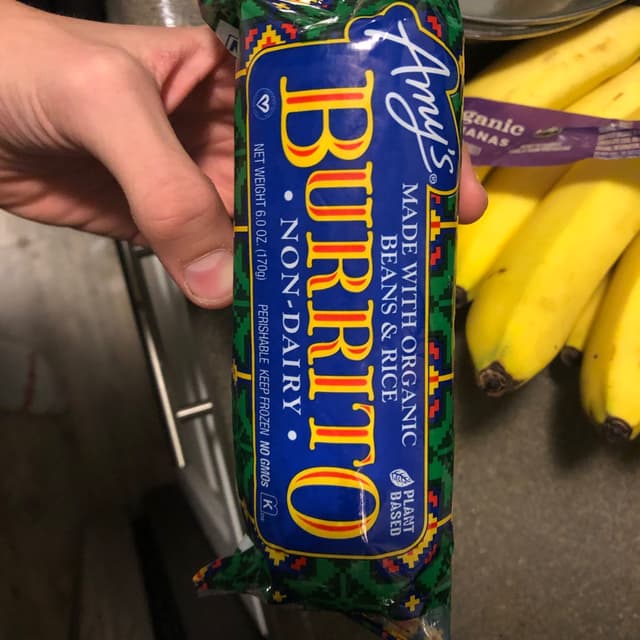 Amy's®
MADE WITH ORGANIC
BEANS & RICE
BURRITO
• NON-DAIRY •
PLANT
BASED
NET WEIGHT 6.0 OZ. (170g)
PERISHABLE KEEP FROZEN NO GMOs K
ganic
ANAS